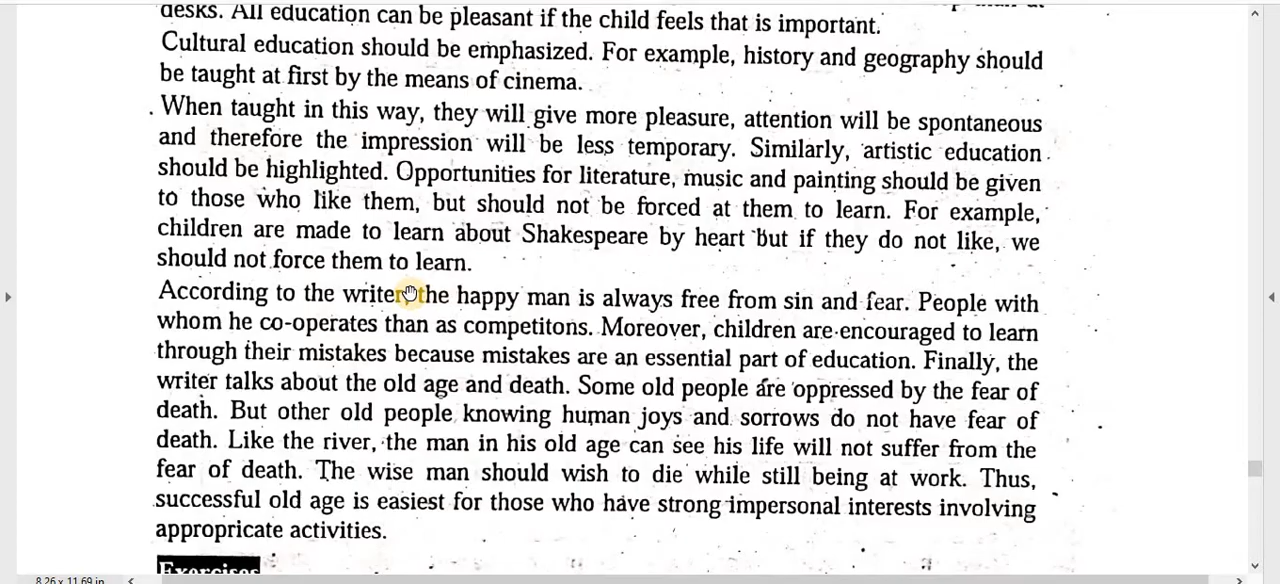 desks. All education can be pleasant if the child feels that is important.
Cultural education should be emphasized. For example, history and geography should
be taught at first by the means of cinema.
When taught in this way, they will give more pleasure, attention will be spontaneous
and therefore the impression will be less temporary. Similarly, artistic education
should be highlighted. Opportunities for literature, music and painting should be given
to those who like them, but should not be forced at them to learn. For example,
children are made to learn about Shakespeare by heart but if they do not like, we
should not force them to learn.
According to the writer, the happy man is always free from sin and fear. People with
whom he co-operates than as competitons. Moreover, children are encouraged to learn
through their mistakes because mistakes are an essential part of education. Finally, the
writer talks about the old age and death. Some old people are oppressed by the fear of
death. But other old people knowing human joys and sorrows do not have fear of
death. Like the river, the man in his old age can see his life will not suffer from the
fear of death. The wise man should wish to die while still being at work. Thus,
successful old age is easiest for those who have strong impersonal interests involving
appropricate activities.
Exercises
8.26 x 11.69 in